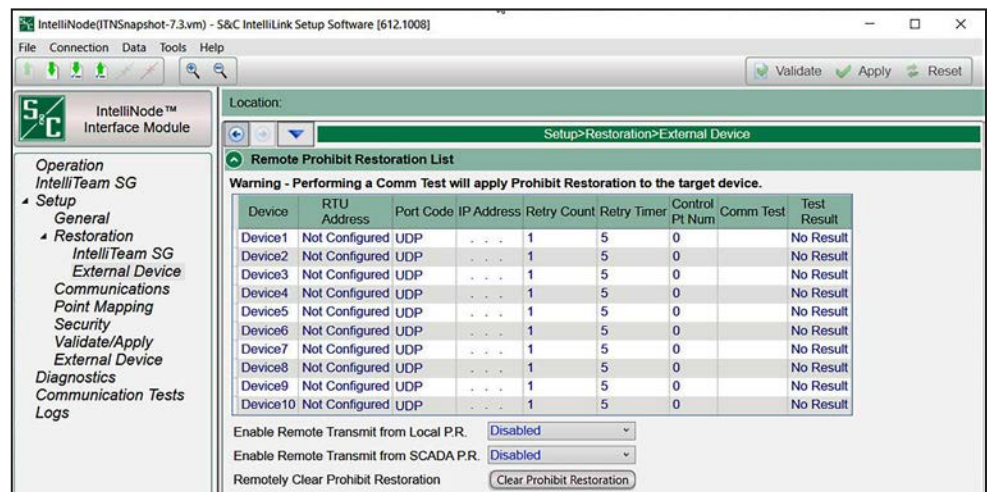 IntelliNode(ITNSnapshot-7.3.vm) - S&C IntelliLink Setup Software [612.1008]
File Connection Data Tools Help
Validate Apply Reset
S&C
IntelliNode™
Interface Module
Operation
IntelliTeam SG
Setup
General
Restoration
IntelliTeam SG
External Device
Communications
Point Mapping
Security
Validate/Apply
External Device
Diagnostics
Communication Tests
Logs
Location:
Setup>Restoration>External Device
Remote Prohibit Restoration List
Warning - Performing a Comm Test will apply Prohibit Restoration to the target device.
Device RTU Address Port Code IP Address Retry Count Retry Timer Control Pt Num Comm Test Test Result
Device1 Not Configured UDP . . . 1 5 0 No Result
Device2 Not Configured UDP . . . 1 5 0 No Result
Device3 Not Configured UDP . . . 1 5 0 No Result
Device4 Not Configured UDP . . . 1 5 0 No Result
Device5 Not Configured UDP . . . 1 5 0 No Result
Device6 Not Configured UDP . . . 1 5 0 No Result
Device7 Not Configured UDP . . . 1 5 0 No Result
Device8 Not Configured UDP . . . 1 5 0 No Result
Device9 Not Configured UDP . . . 1 5 0 No Result
Device10 Not Configured UDP . . . 1 5 0 No Result
Enable Remote Transmit from Local P.R. Disabled
Enable Remote Transmit from SCADA P.R. Disabled
Remotely Clear Prohibit Restoration Clear Prohibit Restoration